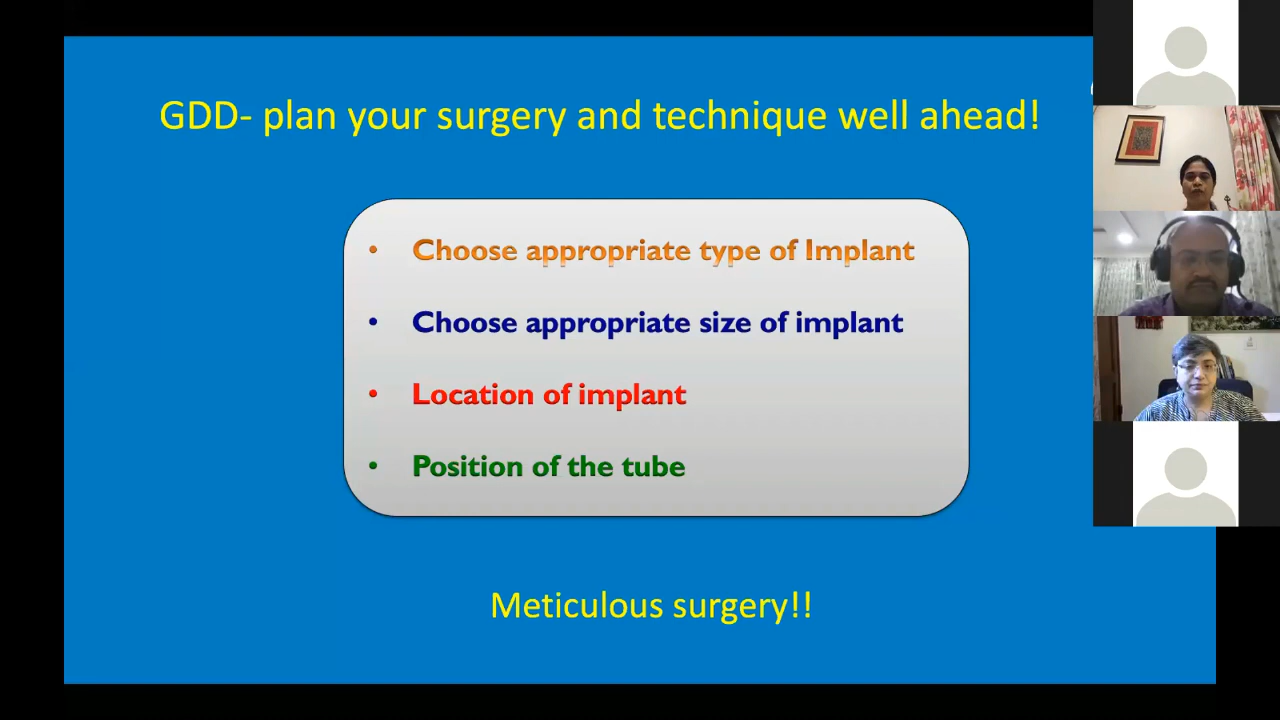 GDD- plan your surgery and technique well ahead!
• Choose appropriate type of Implant
• Choose appropriate size of implant
• Location of implant
• Position of the tube
Meticulous surgery!!